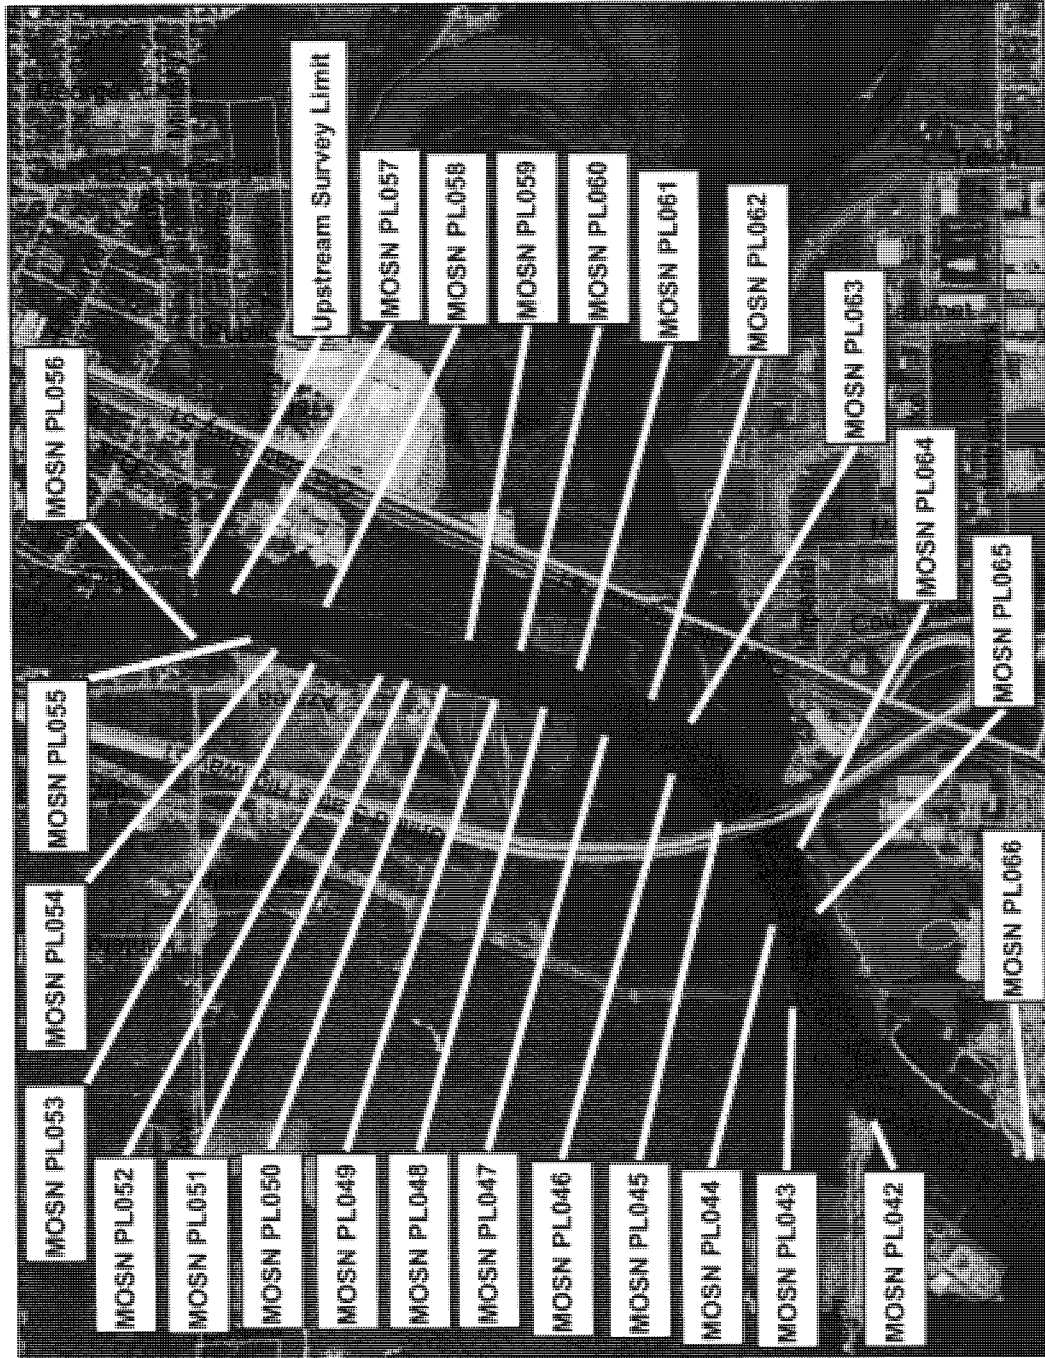 MOSN PL053
MOSN PL054
MOSN PL055
MOSN PL056
MOSN PL052
MOSN PL051
MOSN PL050
MOSN PL049
MOSN PL048
MOSN PL047
MOSN PL046
MOSN PL045
MOSN PL044
MOSN PL043
MOSN PL042
Upstream Survey Limit
MOSN PL057
MOSN PL058
MOSN PL059
MOSN PL060
MOSN PL061
MOSN PL062
MOSN PL063
MOSN PL064
MOSN PL065
MOSN PL066